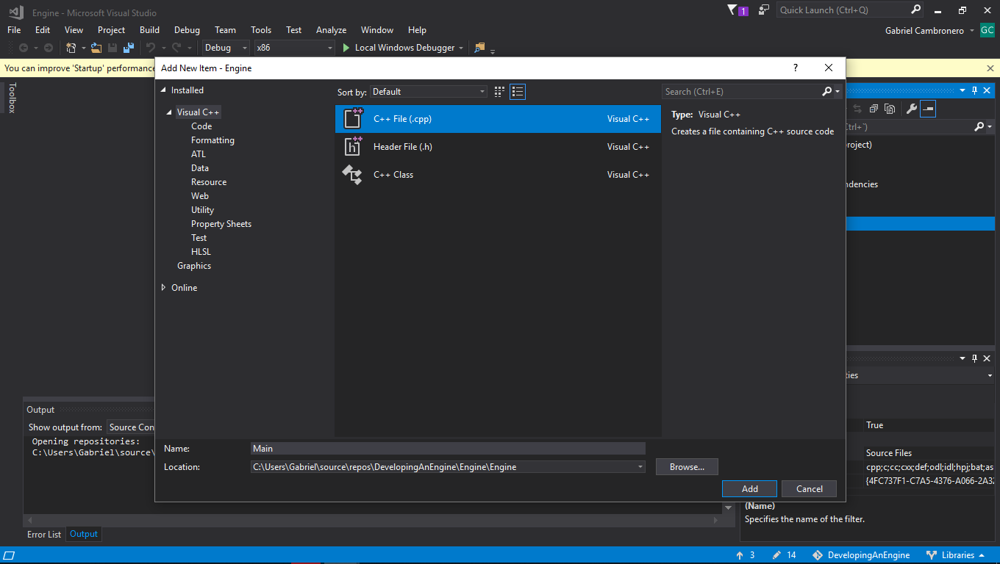 Engine - Microsoft Visual Studio
1
Quick Launch (Ctrl+Q)
File Edit View Project Build Debug Team Tools Test Analyze Window Help
Gabriel Cambronero GC
Debug x86 Local Windows Debugger
You can improve 'Startup' performance
Toolbox
Add New Item - Engine
?
Installed
Visual C++
Code
Formatting
ATL
Data
Resource
Web
Utility
Property Sheets
Test
HLSL
Graphics
Online
Sort by: Default
C++ File (.cpp) Visual C++
Header File (.h) Visual C++
C++ Class Visual C++
Search (Ctrl+E)
Type: Visual C++
Creates a file containing C++ source code
Name: Main
Location: C:\Users\Gabriel\source\repos\DevelopingAnEngine\Engine\Engine
Browse...
Add Cancel
Ctrl+`)
roject)
ndencies
ties
True
Source Files
cpp;c;cc;cxx;def;odl;idl;hpj;bat;as
{4FC737F1-C7A5-4376-A066-2A32
(Name)
Specifies the name of the filter.
Output
Show output from: Source Con
Opening repositories:
C:\Users\Gabriel\source\
Error List Output
3 14 DevelopingAnEngine Libraries